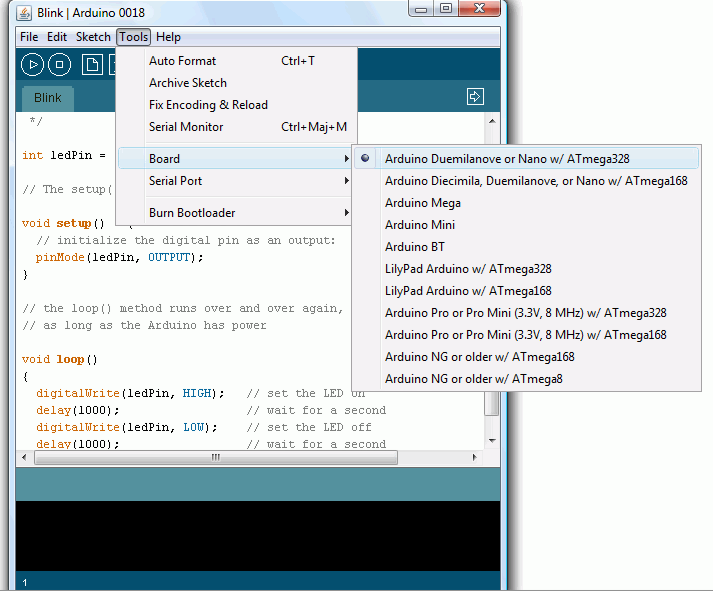 Blink | Arduino 0018
File Edit Sketch Tools Help
Auto Format Ctrl+T
Archive Sketch
Fix Encoding & Reload
Serial Monitor Ctrl+Maj+M
Board
Serial Port
Burn Bootloader
Arduino Duemilanove or Nano w/ ATmega328
Arduino Diecimila, Duemilanove, or Nano w/ ATmega168
Arduino Mega
Arduino Mini
Arduino BT
LilyPad Arduino w/ ATmega328
LilyPad Arduino w/ ATmega168
Arduino Pro or Pro Mini (3.3V, 8 MHz) w/ ATmega328
Arduino Pro or Pro Mini (3.3V, 8 MHz) w/ ATmega168
Arduino NG or older w/ ATmega168
Arduino NG or older w/ ATmega8
Blink
*/
int ledPin =
// The setup(
void setup()
// initialize the digital pin as an output:
pinMode(ledPin, OUTPUT);
}
// the loop() method runs over and over again,
// as long as the Arduino has power
void loop()
{
digitalWrite(ledPin, HIGH); // set the LED on
delay(1000); // wait for a second
digitalWrite(ledPin, LOW); // set the LED off
delay(1000); // wait for a second
1